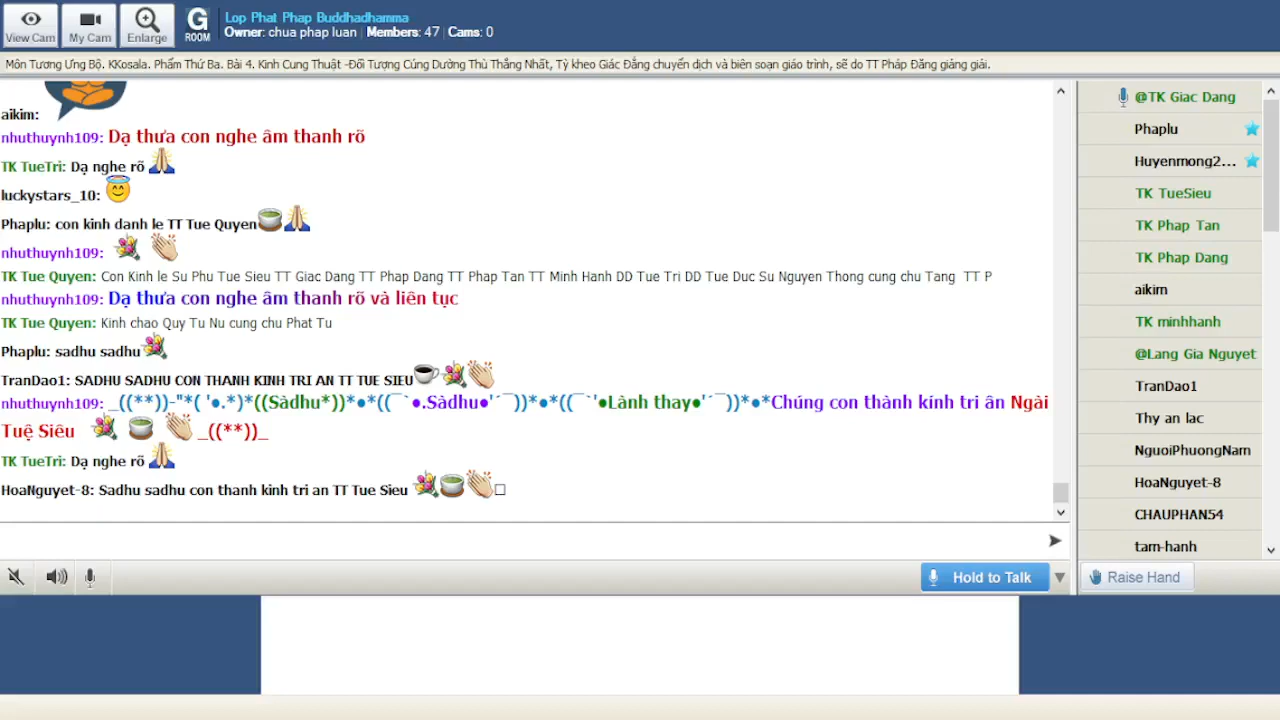 View Cam
My Cam
Enlarge
G
ROOM
Lop Phat Phap Buddhadhamma
Owner: chua phap luan | Members: 47 | Cams: 0
Môn Tương Ưng Bộ. KKosala. Phẩm Thứ Ba. Bài 4. Kinh Cung Thuật -Đối Tượng Cúng Dường Thù Thắng Nhất, Tỳ kheo Giác Đẳng chuyển dịch và biên soạn giáo trình, sẽ do TT Pháp Đăng giảng giải.
aikim:
nhuthuynh109: Dạ thưa con nghe âm thanh rõ
TK TueTri: Dạ nghe rõ
luckystars_10:
Phaplu: con kinh danh le TT Tue Quyen
nhuthuynh109:
TK Tue Quyen: Con Kinh le Su Phu Tue Sieu TT Giac Dang TT Phap Dang TT Phap Tan TT Minh Hanh DD Tue Tri DD Tue Duc Su Nguyen Thong cung chu Tang TT P
nhuthuynh109: Dạ thưa con nghe âm thanh rõ và liên tục
TK Tue Quyen: Kinh chao Quy Tu Nu cung chu Phat Tu
Phaplu: sadhu sadhu
TranDao1: SADHU SADHU CON THANH KINH TRI AN TT TUE SIEU
nhuthuynh109: _((**))-"*( '●.*)*((Sàdhu*))*●*((¯`●.Sàdhu●'´¯))*●*((¯`'●Lành thay●'´¯))*●*Chúng con thành kính tri ân Ngài
Tuệ Siêu _((**))_
TK TueTri: Dạ nghe rõ
HoaNguyet-8: Sadhu sadhu con thanh kinh tri an TT Tue Sieu
Hold to Talk
@TK Giac Dang
Phaplu
Huyenmong2...
TK TueSieu
TK Phap Tan
TK Phap Dang
aikim
TK minhhanh
@Lang Gia Nguyet
TranDao1
Thy an lac
NguoiPhuongNam
HoaNguyet-8
CHAUPHAN54
tam-hanh
Raise Hand